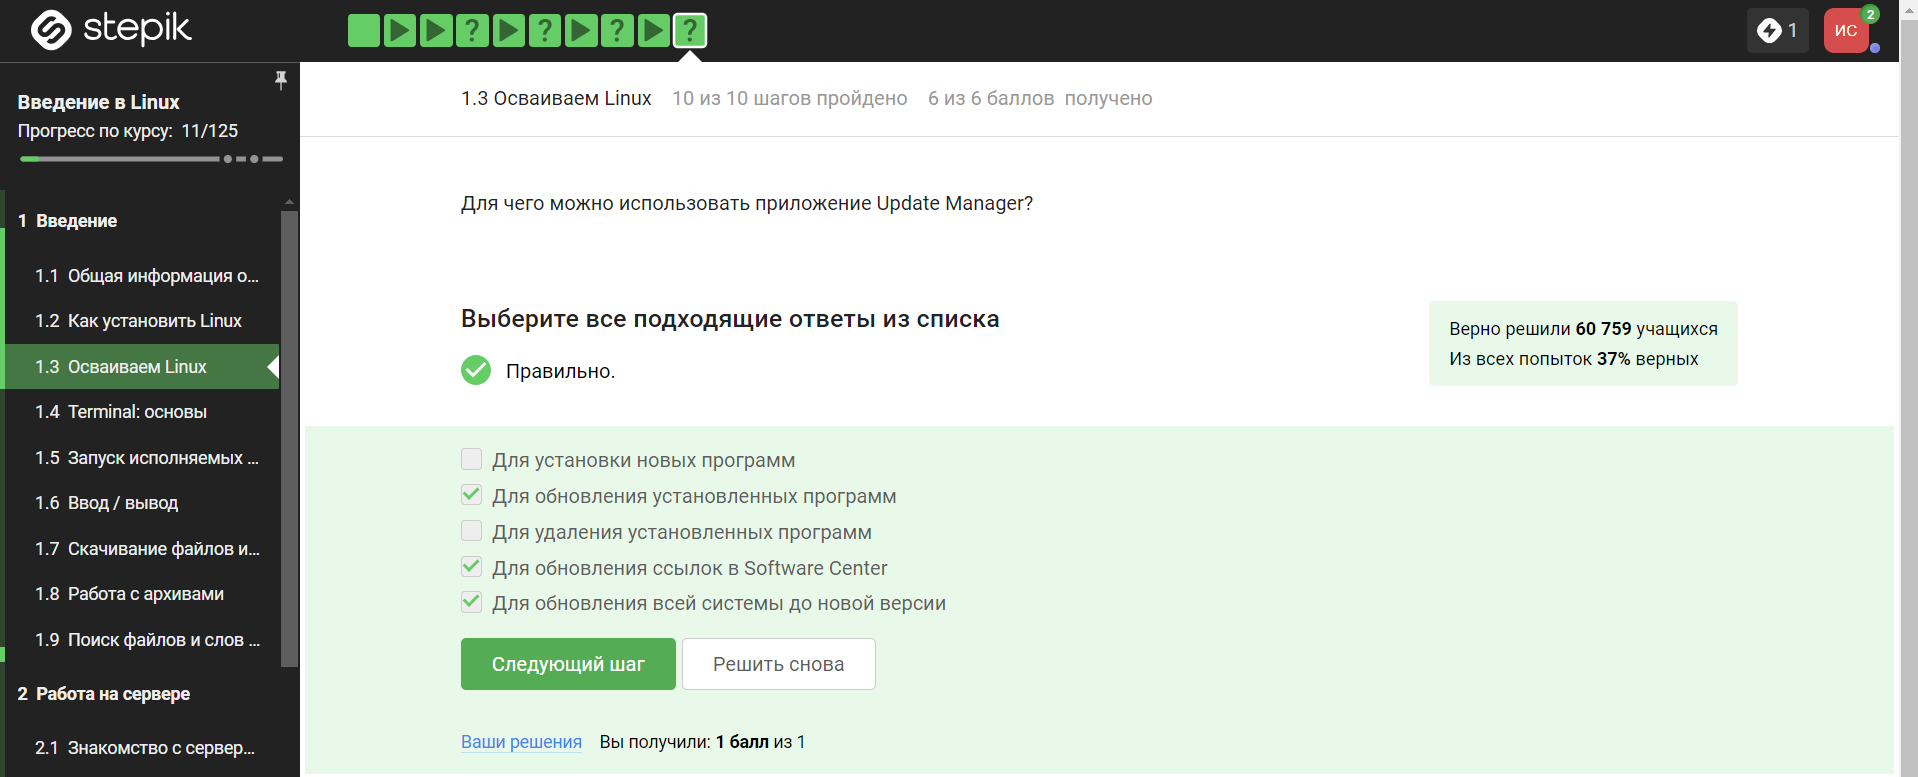 stepik
? ? ? ?
1
ИС
2
Введение в Linux
Прогресс по курсу: 11/125
1 Введение
1.1 Общая информация о...
1.2 Как установить Linux
1.3 Осваиваем Linux
1.4 Terminal: основы
1.5 Запуск исполняемых ...
1.6 Ввод / вывод
1.7 Скачивание файлов и...
1.8 Работа с архивами
1.9 Поиск файлов и слов ...
2 Работа на сервере
2.1 Знакомство с сервер...
1.3 Осваиваем Linux 10 из 10 шагов пройдено 6 из 6 баллов получено
Для чего можно использовать приложение Update Manager?
Выберите все подходящие ответы из списка
Правильно.
Верно решили 60 759 учащихся
Из всех попыток 37% верных
Для установки новых программ
Для обновления установленных программ
Для удаления установленных программ
Для обновления ссылок в Software Center
Для обновления всей системы до новой версии
Следующий шаг
Решить снова
Ваши решения Вы получили: 1 балл из 1